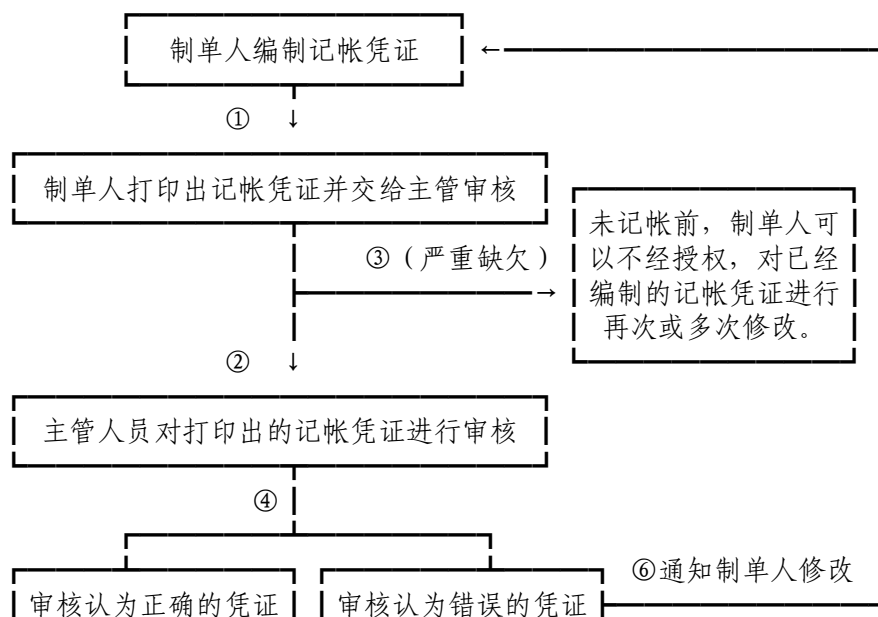 制单人编制记帐凭证
←
① ↓
制单人打印出记帐凭证并交给主管审核
③（严重缺欠）
→
未记帐前，制单人可
以不经授权，对已经
编制的记帐凭证进行
再次或多次修改。
② ↓
主管人员对打印出的记帐凭证进行审核
④
⑥通知制单人修改
审核认为正确的凭证
审核认为错误的凭证